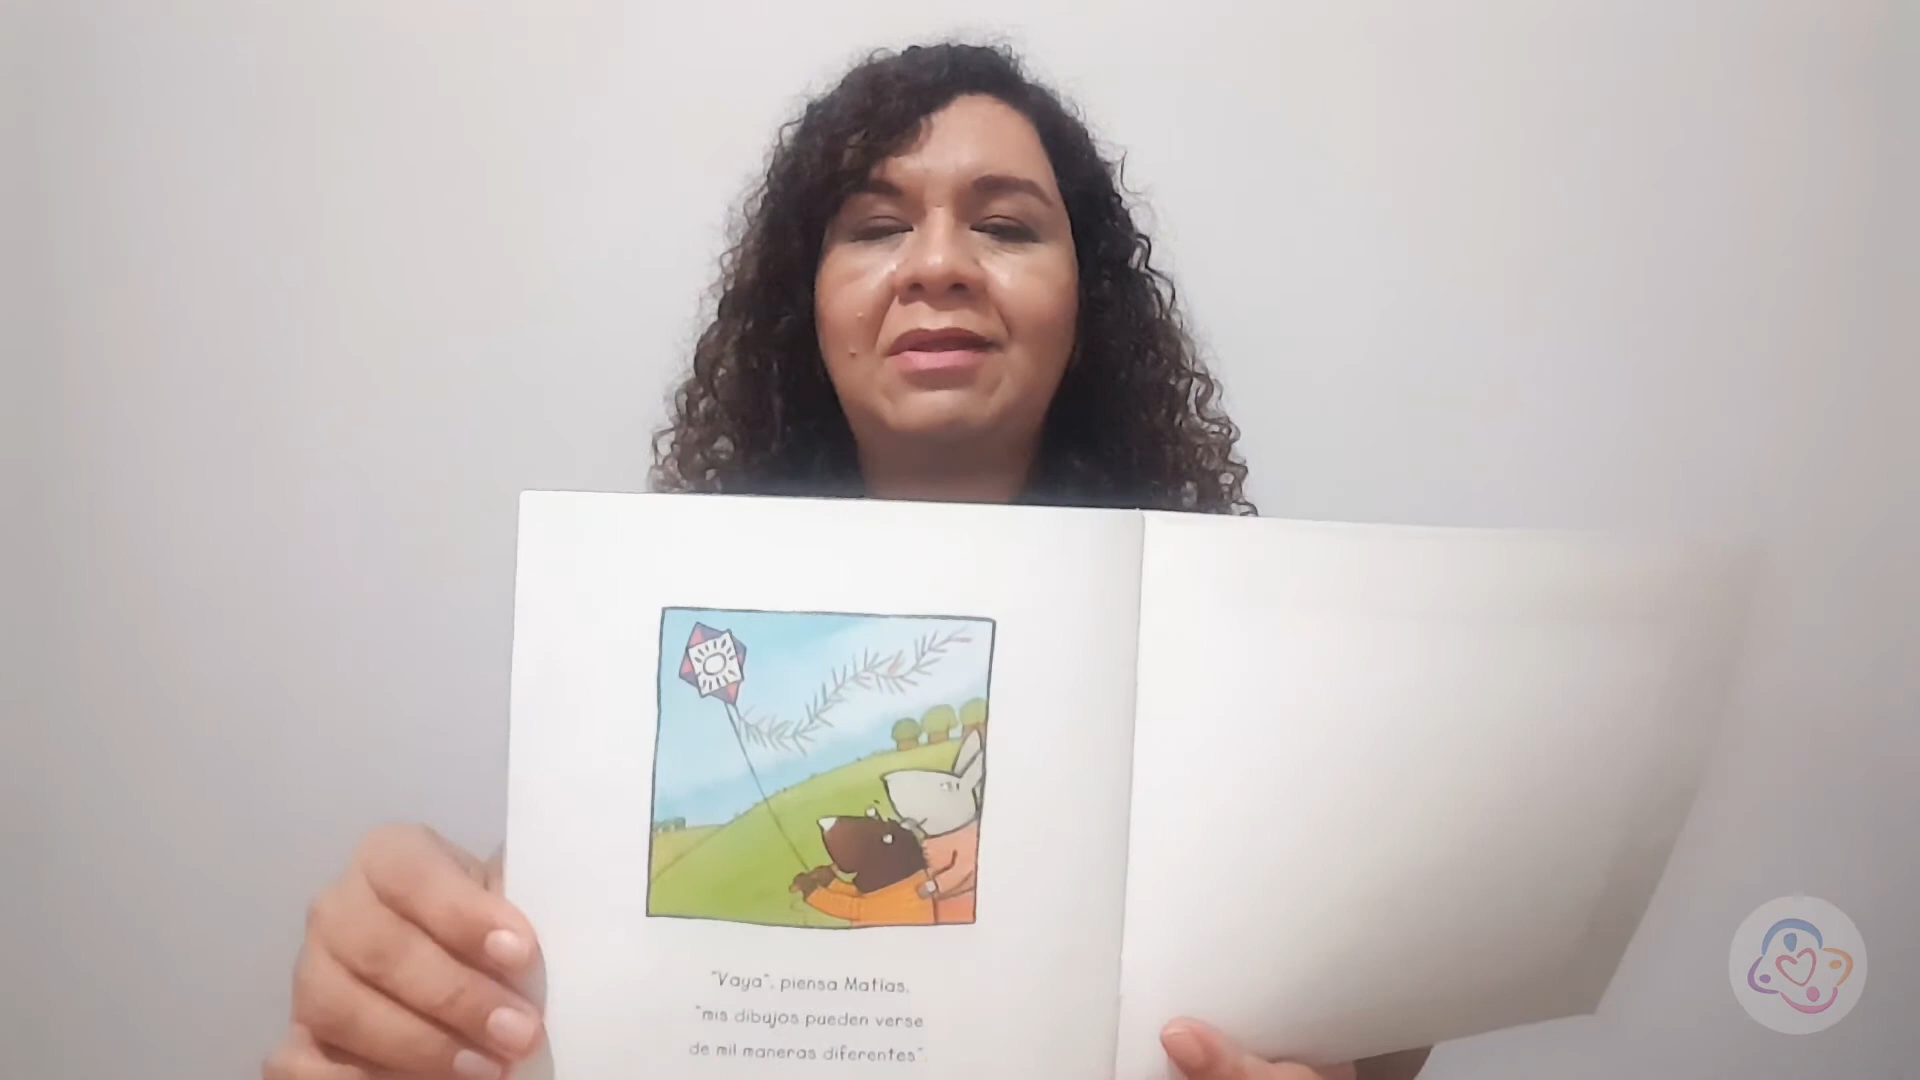 "Vaya", piensa Matías,
"mis dibujos pueden verse
de mil maneras diferentes".